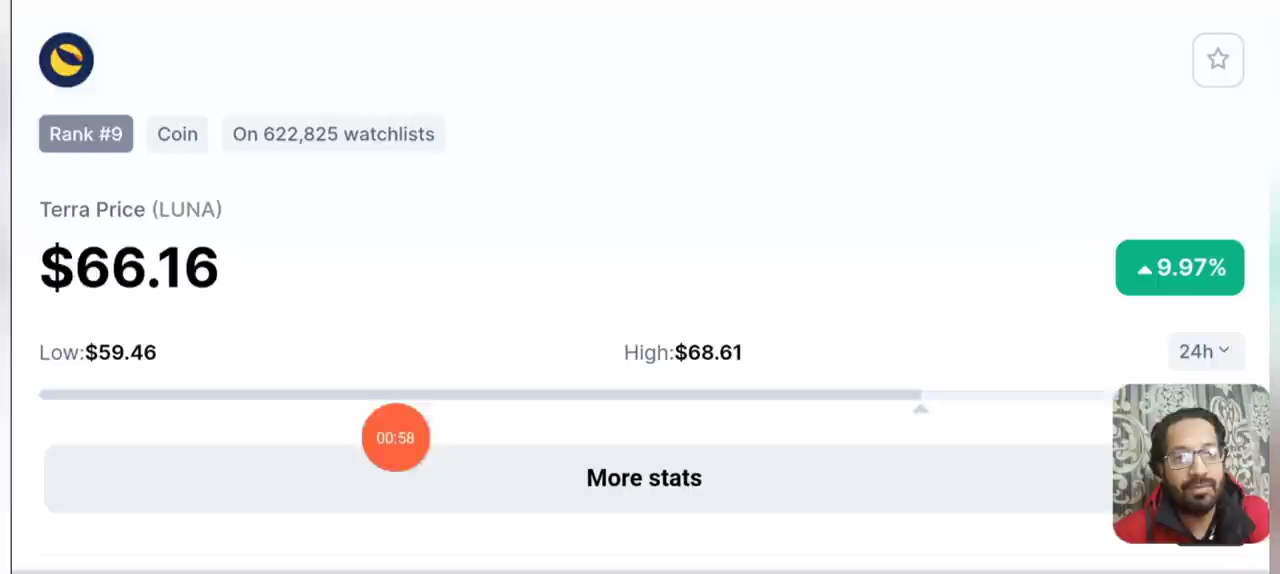 Rank #9 Coin On 622,825 watchlists
Terra Price (LUNA)
$66.16 9.97%
Low:$59.46 High:$68.61 24h
00:58
More stats